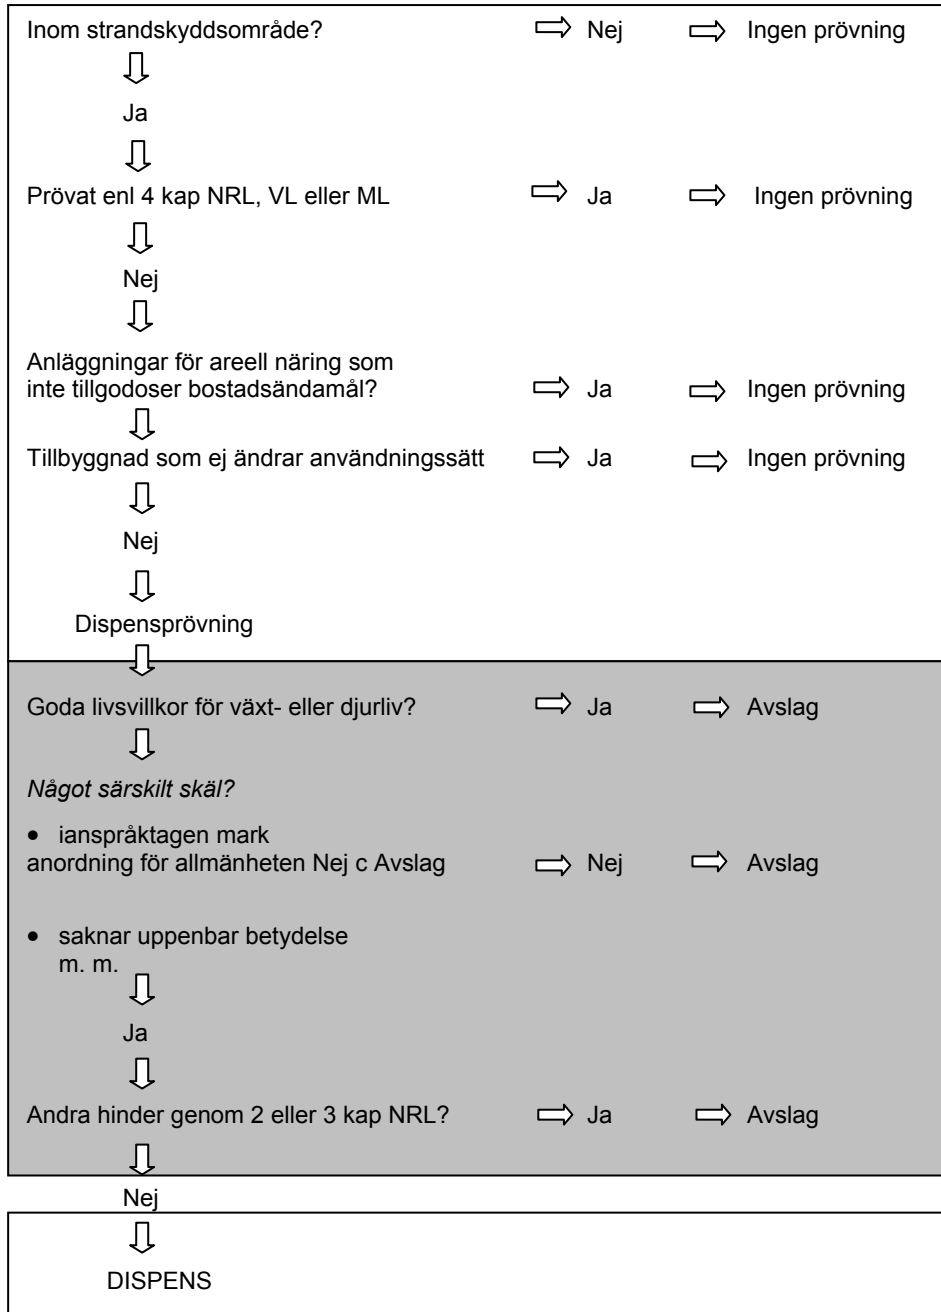 Inom strandskyddsområde? Nej Ingen prövning
Ja
Prövat enl 4 kap NRL, VL eller ML Ja Ingen prövning
Nej
Anläggningar för areell näring som
inte tillgodoser bostadsändamål? Ja Ingen prövning
Tillbyggnad som ej ändrar användningssätt Ja Ingen prövning
Nej
Dispensprövning
Goda livsvillkor för växt- eller djurliv? Ja Avslag
Något särskilt skäl?
• ianspråktagen mark
anordning för allmänheten Nej c Avslag Nej Avslag
• saknar uppenbar betydelse
m. m.
Ja
Andra hinder genom 2 eller 3 kap NRL? Ja Avslag
Nej
DISPENS